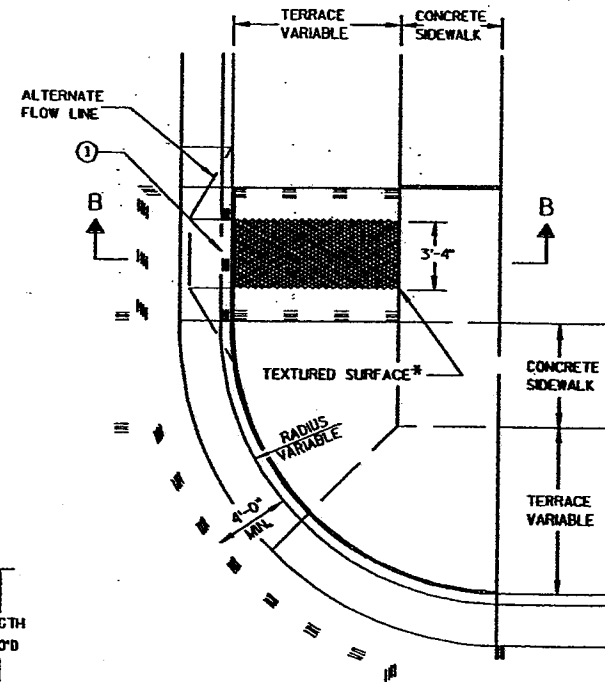 TERRACE
VARIABLE
CONCRETE
SIDEWALK
ALTERNATE
FLOW LINE
1
B
B
3'-4"
TEXTURED SURFACE*
CONCRETE
SIDEWALK
RADIUS
VARIABLE
4'-0"
MIN.
TERRACE
VARIABLE
GTH